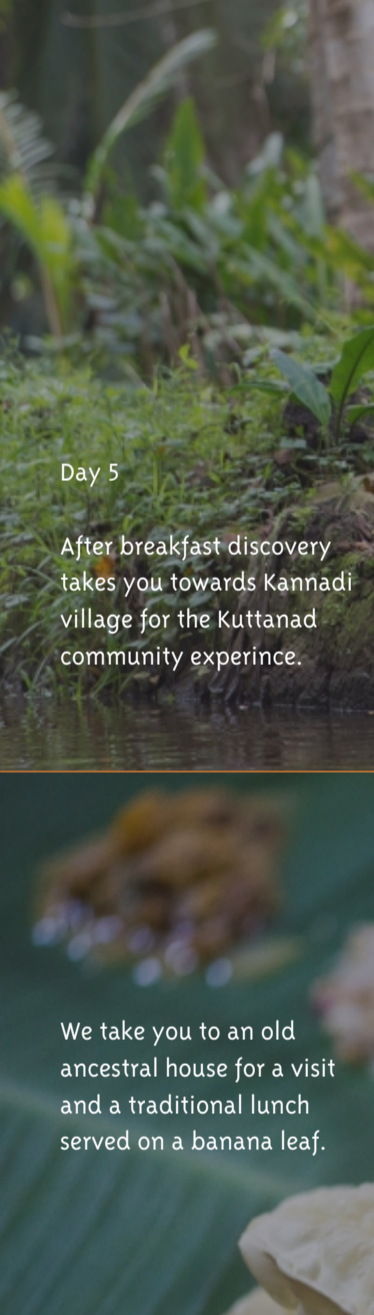 Day 5
After breakfast discovery
takes you towards Kannadi
village for the Kuttanad
community experince.
We take you to an old
ancestral house for a visit
and a traditional lunch
served on a banana leaf.